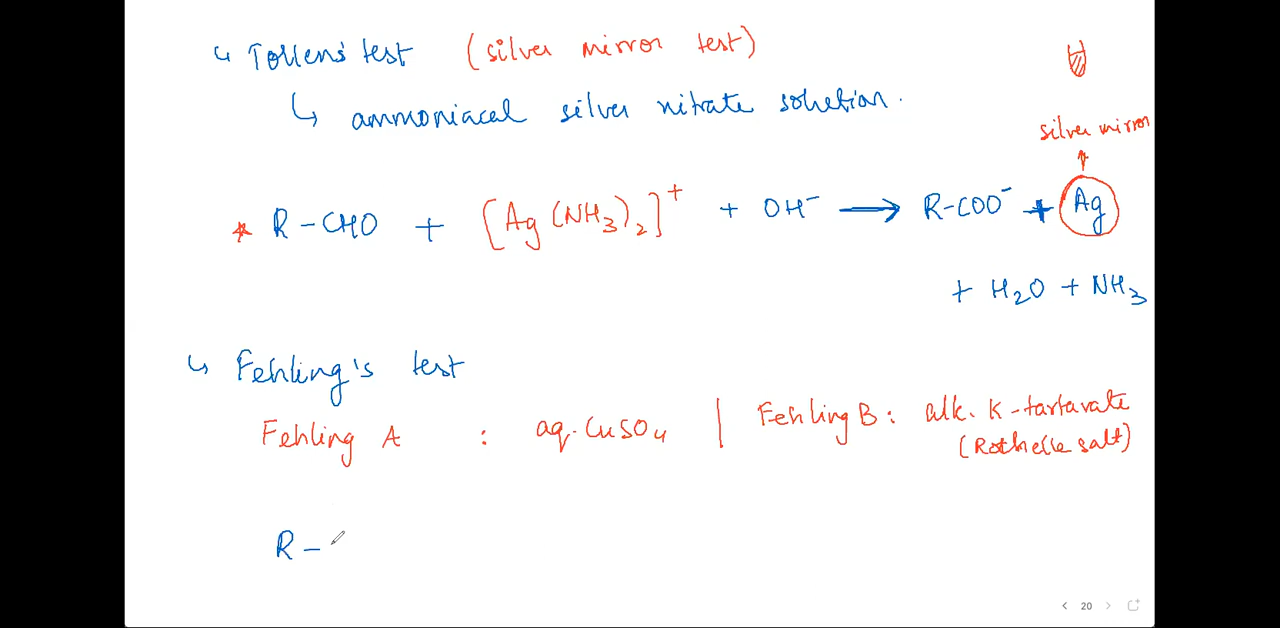 ↳ Tollens' test (silver mirror test)
↳ ammoniacal silver nitrate solution.
silver mirror
* R-CHO + [Ag(NH3)2]+ + OH- → R-COO- + Ag
+ H2O + NH3
↳ Fehling's test
Fehling A : aq. CuSO4 | Fehling B: alk. K-tartarate
(Rothelle salt)
R -
< 20 >